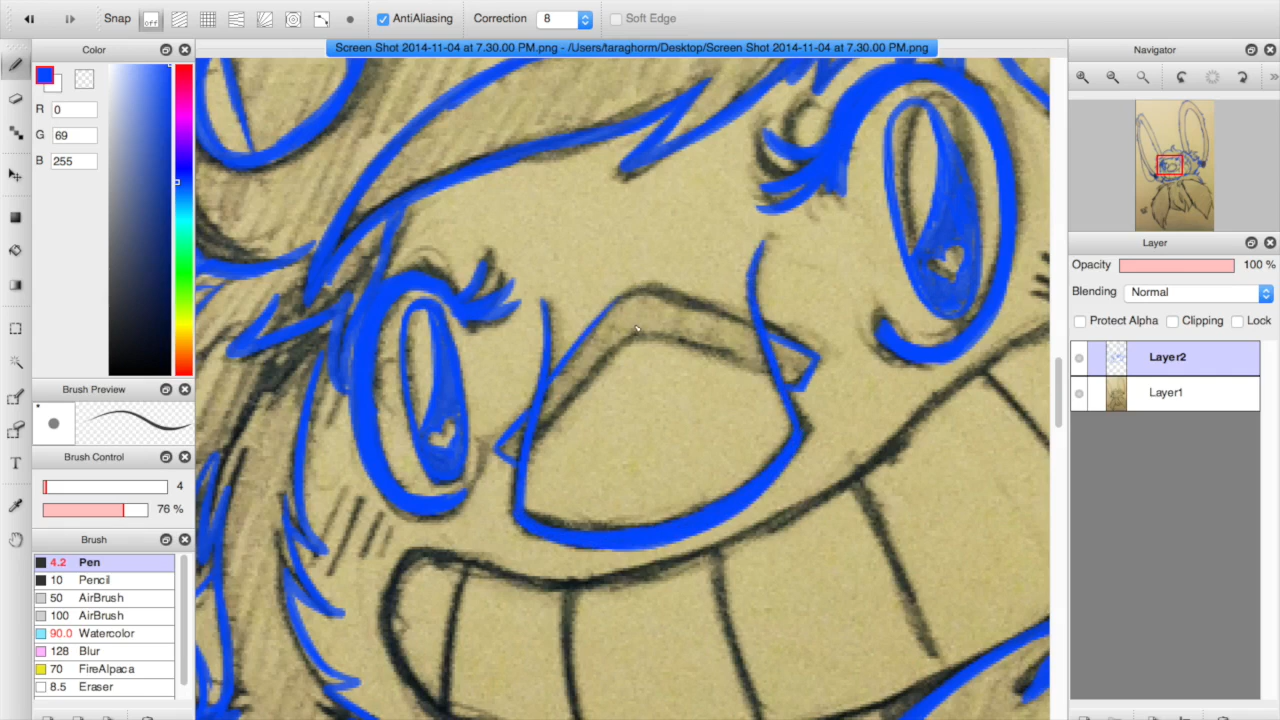 Snap off AntiAliasing Correction 8 Soft Edge
Screen Shot 2014-11-04 at 7.30.00 PM.png - /Users/taraghorm/Desktop/Screen Shot 2014-11-04 at 7.30.00 PM.png
Color
R 0
G 69
B 255
Brush Preview
Brush Control
4
76 %
Brush
4.2 Pen
10 Pencil
50 AirBrush
100 AirBrush
90.0 Watercolor
128 Blur
70 FireAlpaca
8.5 Eraser
T
Navigator
Layer
Opacity 100 %
Blending Normal
Protect Alpha Clipping Lock
Layer2
Layer1